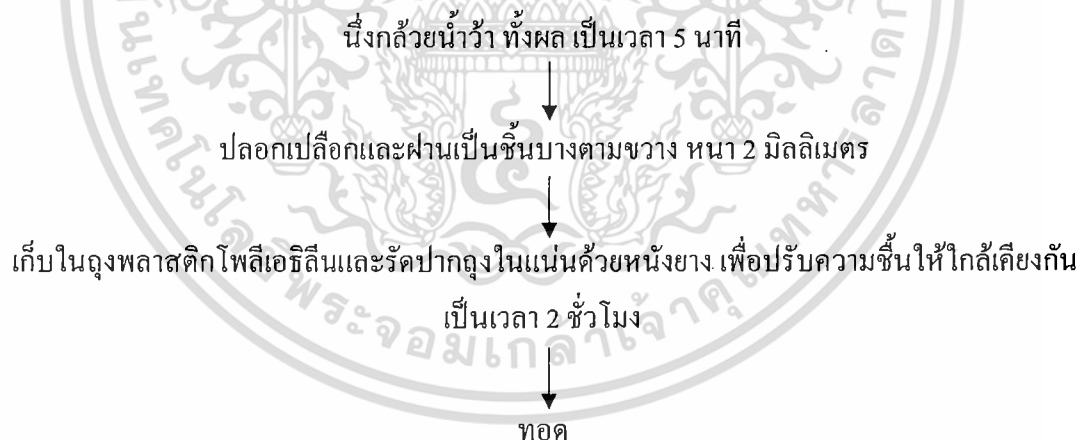 นึ่งกล้วยน้ำว้า ทั้งผล เป็นเวลา 5 นาที
ปลอกเปลือกและฝานเป็นชิ้นบางตามขวาง หนา 2 มิลลิเมตร
เก็บในถุงพลาสติกโพลีเอธิลีนและรัดปากถุงในแน่นด้วยหนังยาง เพื่อปรับความชื้นให้ใกล้เคียงกัน
เป็นเวลา 2 ชั่วโมง
ทอด